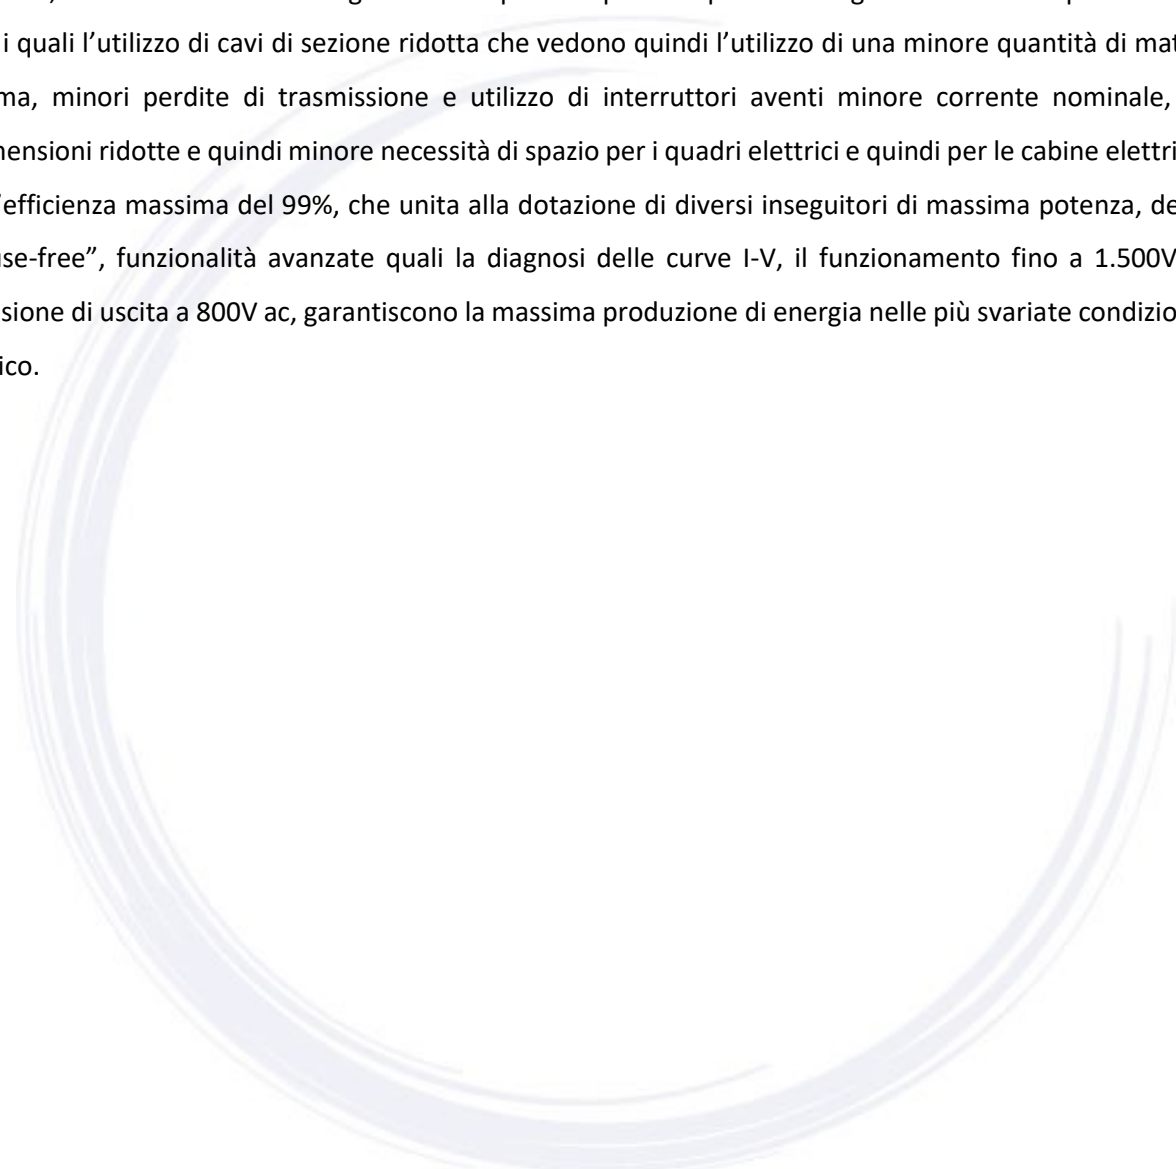 i quali l’utilizzo di cavi di sezione ridotta che vedono quindi l’utilizzo di una minore quantità di mat
ma, minori perdite di trasmissione e utilizzo di interruttori aventi minore corrente nominale,
nensioni ridotte e quindi minore necessità di spazio per i quadri elettrici e quindi per le cabine elettri
’efficienza massima del 99%, che unita alla dotazione di diversi inseguitori di massima potenza, de
use-free”, funzionalità avanzate quali la diagnosi delle curve I-V, il funzionamento fino a 1.500V
sione di uscita a 800V ac, garantiscono la massima produzione di energia nelle più svariate condizio
ico.